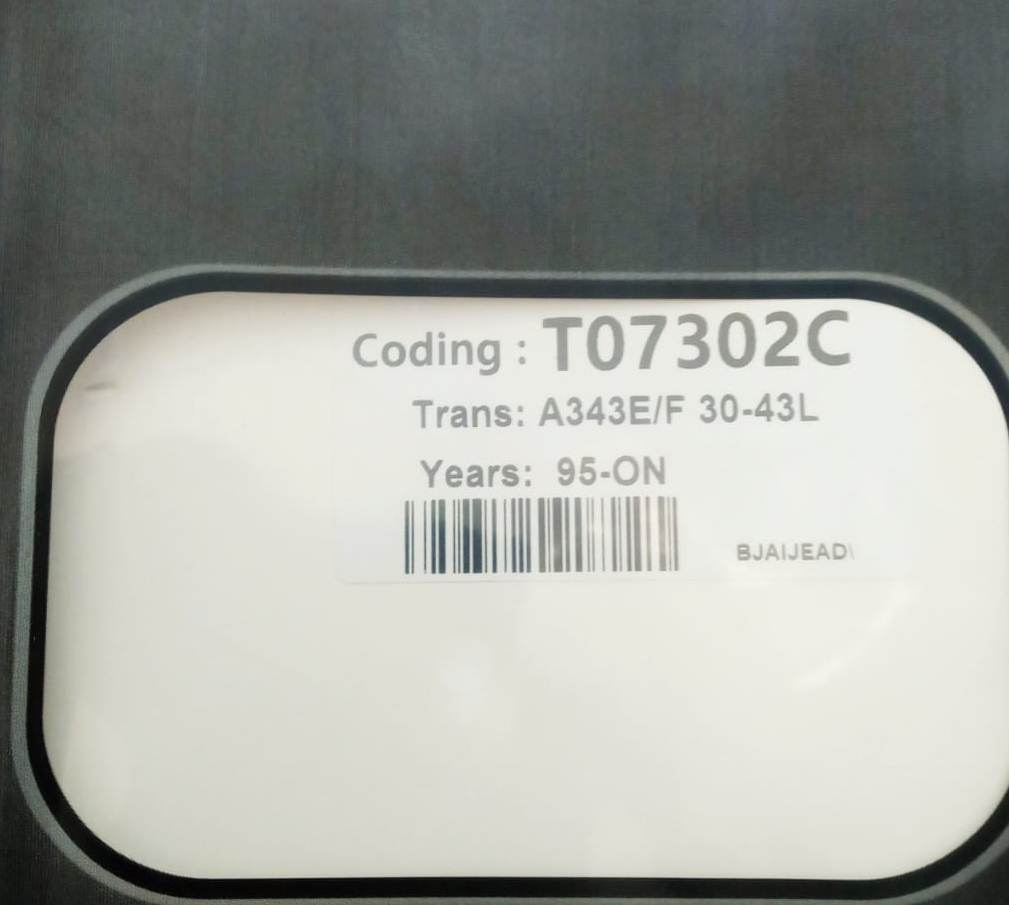 Coding : T07302C
Trans: A343E/F 30-43L
Years: 95-ON
BJAIJEAD